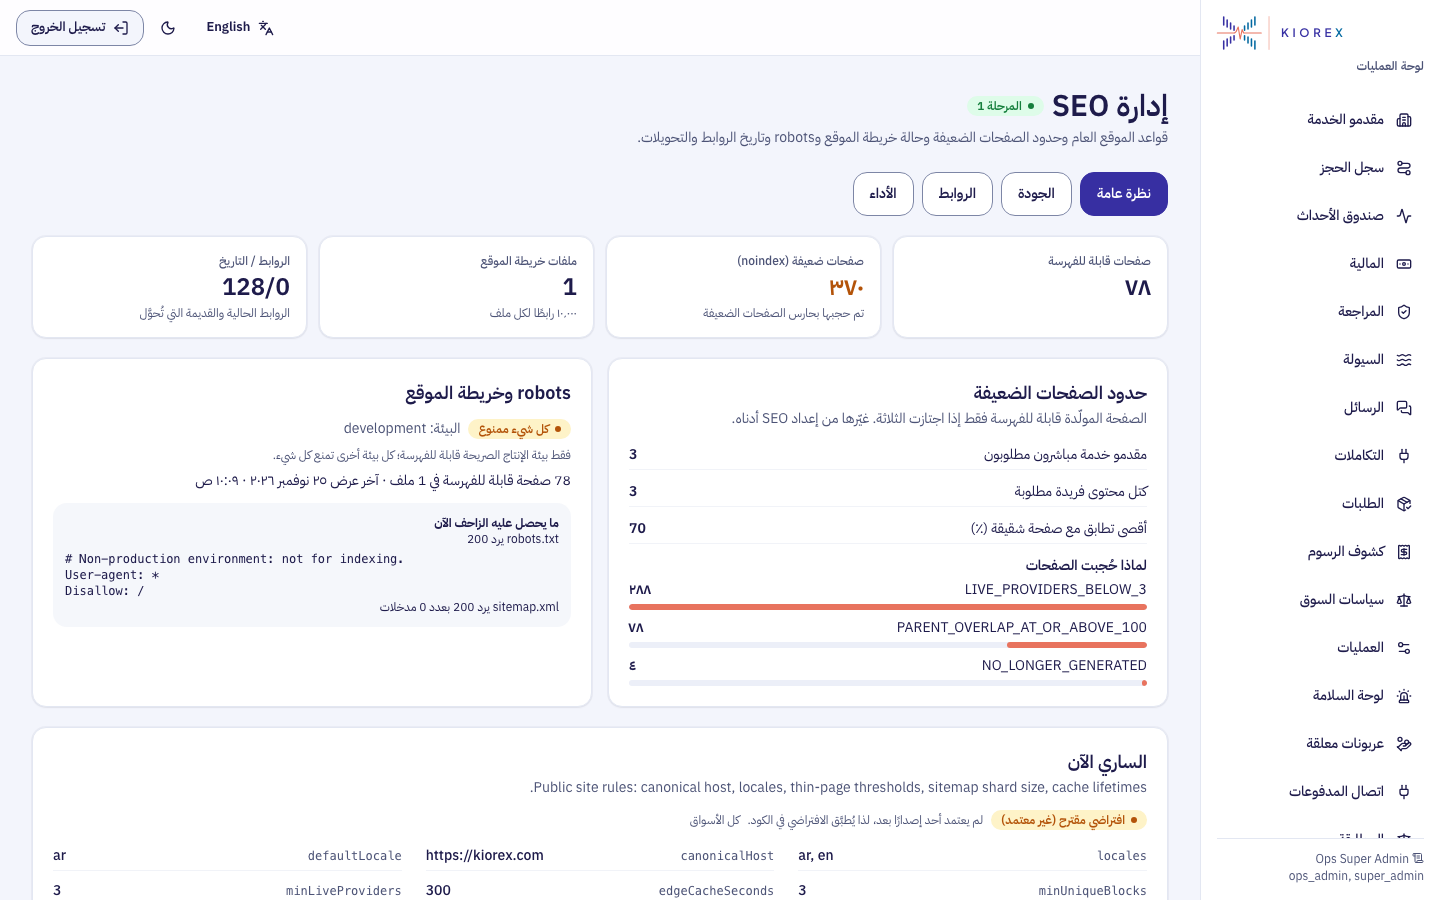 KIOREX
لوحة العمليات
مقدمو الخدمة
سجل الحجز
صندوق الأحداث
المالية
المراجعة
السيولة
الرسائل
التكاملات
الطلبات
كشوف الرسوم
سياسات السوق
العمليات
لوحة السلامة
عربونات معلقة
اتصال المدفوعات
Ops Super Admin
ops_admin, super_admin
English
تسجيل الخروج
إدارة SEO
المرحلة 1
قواعد الموقع العام وحدود الصفحات الضعيفة وحالة خريطة الموقع وrobots وتاريخ الروابط والتحويلات.
نظرة عامة
الجودة
الروابط
الأداء
صفحات قابلة للفهرسة
٧٨
صفحات ضعيفة (noindex)
٣٧٠
تم حجبها بحارس الصفحات الضعيفة
ملفات خريطة الموقع
1
١٠٬٠٠٠ رابطًا لكل ملف
الروابط / التاريخ
128/0
الروابط الحالية والقديمة التي تُحوَّل
حدود الصفحات الضعيفة
الصفحة المولّدة قابلة للفهرسة فقط إذا اجتازت الثلاثة. غيّرها من إعداد SEO أدناه.
مقدمو خدمة مباشرون مطلوبون 3
كتل محتوى فريدة مطلوبة 3
أقصى تطابق مع صفحة شقيقة (٪) 70
لماذا حُجبت الصفحات
LIVE_PROVIDERS_BELOW_3 ٢٨٨
PARENT_OVERLAP_AT_OR_ABOVE_100 ٧٨
NO_LONGER_GENERATED ٤
robots وخريطة الموقع
كل شيء ممنوع البيئة: development
فقط بيئة الإنتاج الصريحة قابلة للفهرسة؛ كل بيئة أخرى تمنع كل شيء.
78 صفحة قابلة للفهرسة في 1 ملف · آخر عرض ٢٥ نوفمبر ٢٠٢٦ · ١٠:٠٩ ص
ما يحصل عليه الزاحف الآن
robots.txt يرد 200
# Non-production environment: not for indexing.
User-agent: *
Disallow: /
sitemap.xml يرد 200 بعدد 0 مدخلات
الساري الآن
Public site rules: canonical host, locales, thin-page thresholds, sitemap shard size, cache lifetimes.
افتراضي مقترح (غير معتمد) لم يعتمد أحد إصدارًا بعد، لذا يُطبَّق الافتراضي في الكود. كل الأسواق
locales ar, en
canonicalHost https://kiorex.com
defaultLocale ar
minUniqueBlocks 3
edgeCacheSeconds 300
minLiveProviders 3